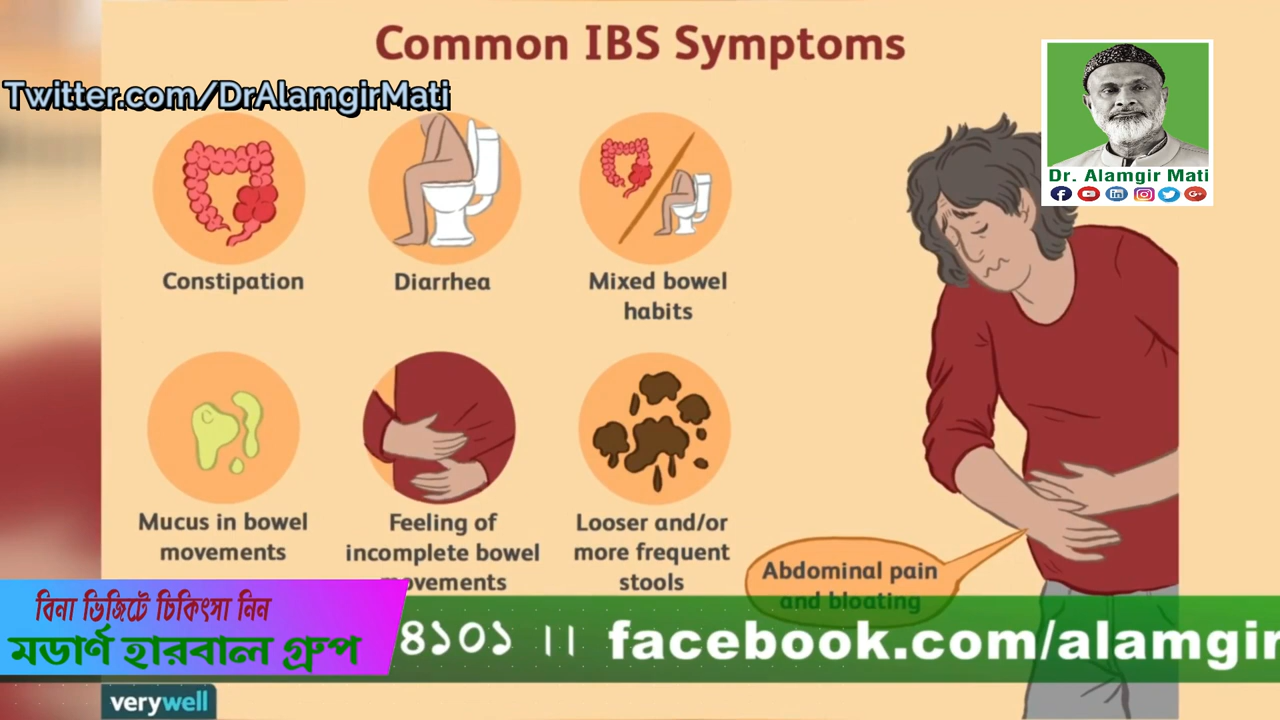 Common IBS Symptoms
Twitter.com/DrAlamgirMati
Dr. Alamgir Mati
Constipation
Diarrhea
Mixed bowel
habits
Mucus in bowel
movements
Feeling of
incomplete bowel
movements
Looser and/or
more frequent
stools
Abdominal pain
and bloating
বিনা ভিজিটে চিকিৎসা নিন
মডার্ণ হারবাল গ্রুপ
৪১০১ ।। facebook.com/alamgir
verywell